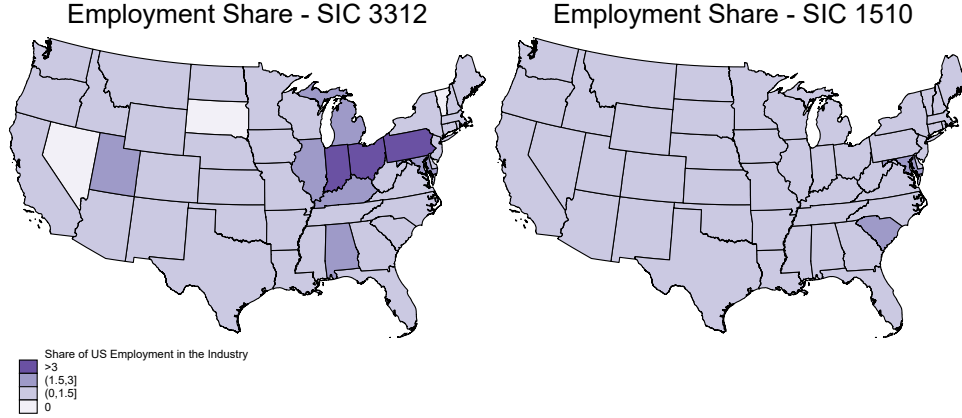 Employment Share - SIC 3312
Employment Share - SIC 1510
Share of US Employment in the Industry
>3
(1.5,3]
(0,1.5]
0